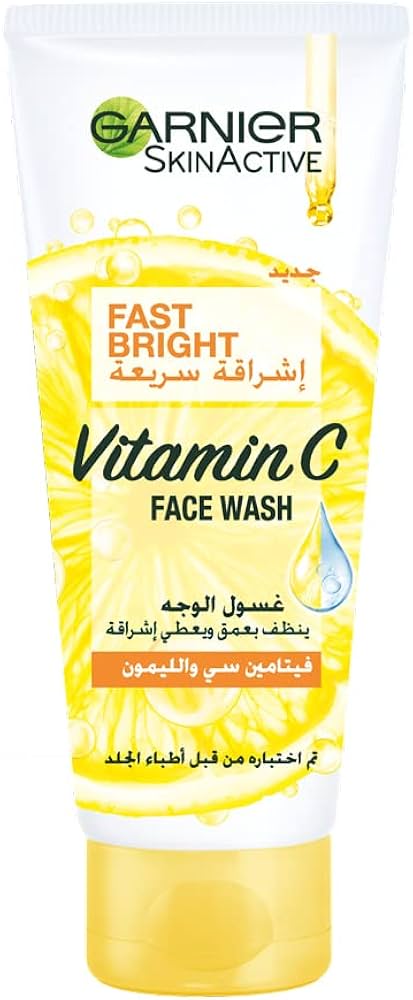 GARNIER
SKINACTIVE
جديد
FAST
BRIGHT
إشراقة سريعة
Vitamin C
FACE WASH
غسول الوجه
ينظف بعمق ويعطي إشراقة
فيتامين سي والليمون
تم اختباره من قبل أطباء الجلد